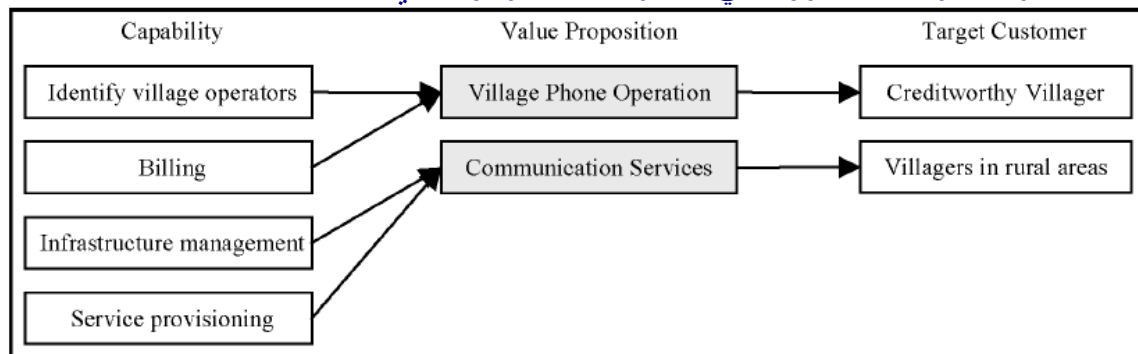 Capability
Value Proposition
Target Customer
Identify village operators
Village Phone Operation
Creditworthy Villager
Billing
Communication Services
Villagers in rural areas
Infrastructure management
Service provisioning